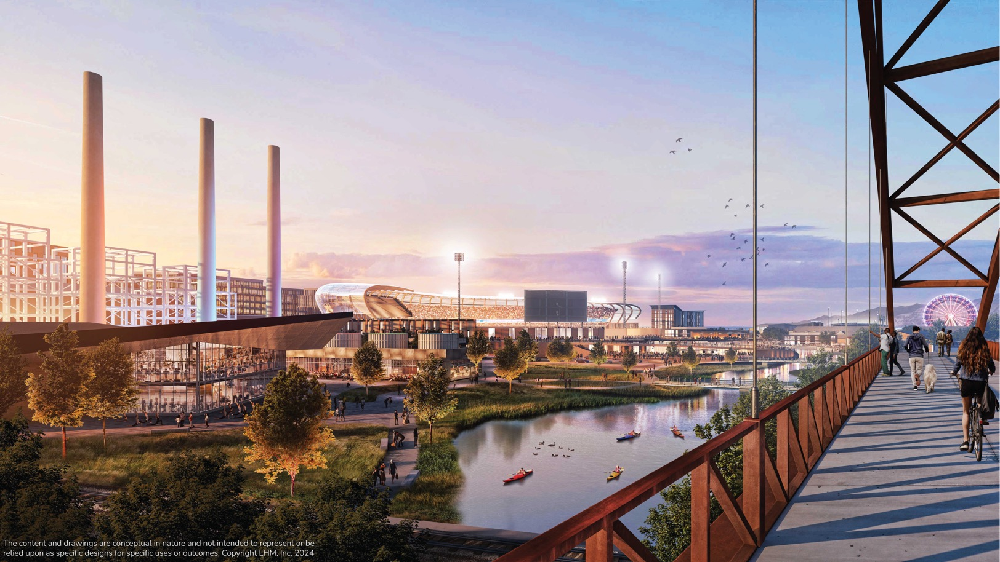 The content and drawings are conceptual in nature and not intended to represent or be
relied upon as specific designs for specific uses or outcomes. Copyright LHM, Inc. 2024